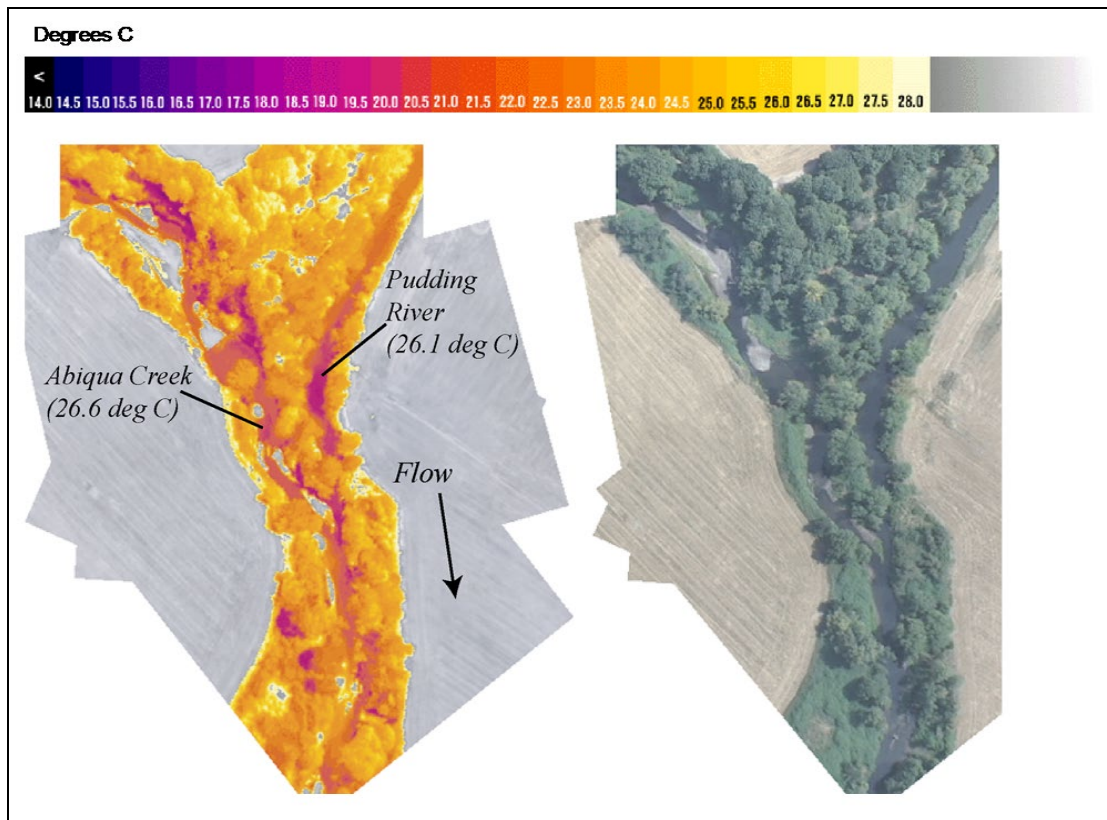 Degrees C
<
14.0 14.5 15.0 15.5 16.0 16.5 17.0 17.5 18.0 18.5 19.0 19.5 20.0 20.5 21.0 21.5 22.0 22.5 23.0 23.5 24.0 24.5 25.0 25.5 26.0 26.5 27.0 27.5 28.0
Pudding
River
(26.1 deg C)
Abiqua Creek
(26.6 deg C)
Flow